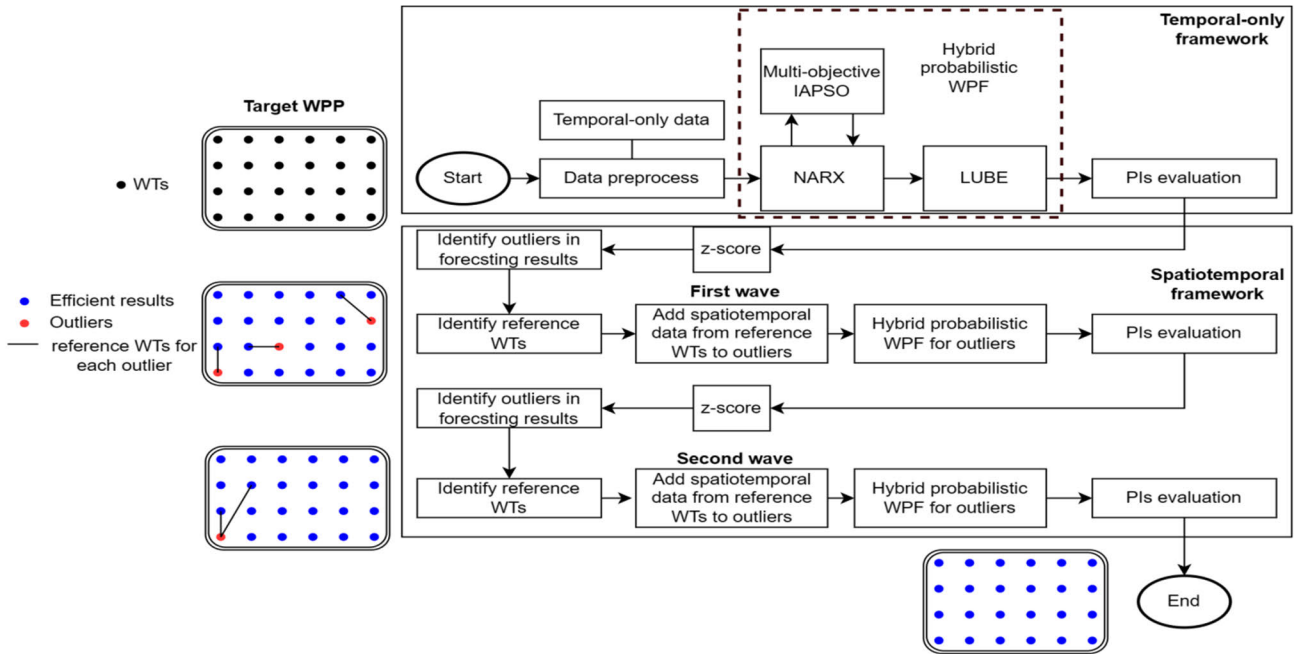 Temporal-only
framework
Hybrid
probabilistic
WPF
Multi-objective
IAPSO
Target WPP
Temporal-only data
WTs
Start
Data preprocess
NARX
LUBE
PIs evaluation
Identify outliers in
forecsting results
z-score
Spatiotemporal
framework
First wave
Efficient results
Outliers
reference WTs for
each outlier
Identify reference
WTs
Add spatiotemporal
data from reference
WTs to outliers
Hybrid probabilistic
WPF for outliers
PIs evaluation
Identify outliers in
forecsting results
z-score
Second wave
Identify reference
WTs
Add spatiotemporal
data from reference
WTs to outliers
Hybrid probabilistic
WPF for outliers
PIs evaluation
End